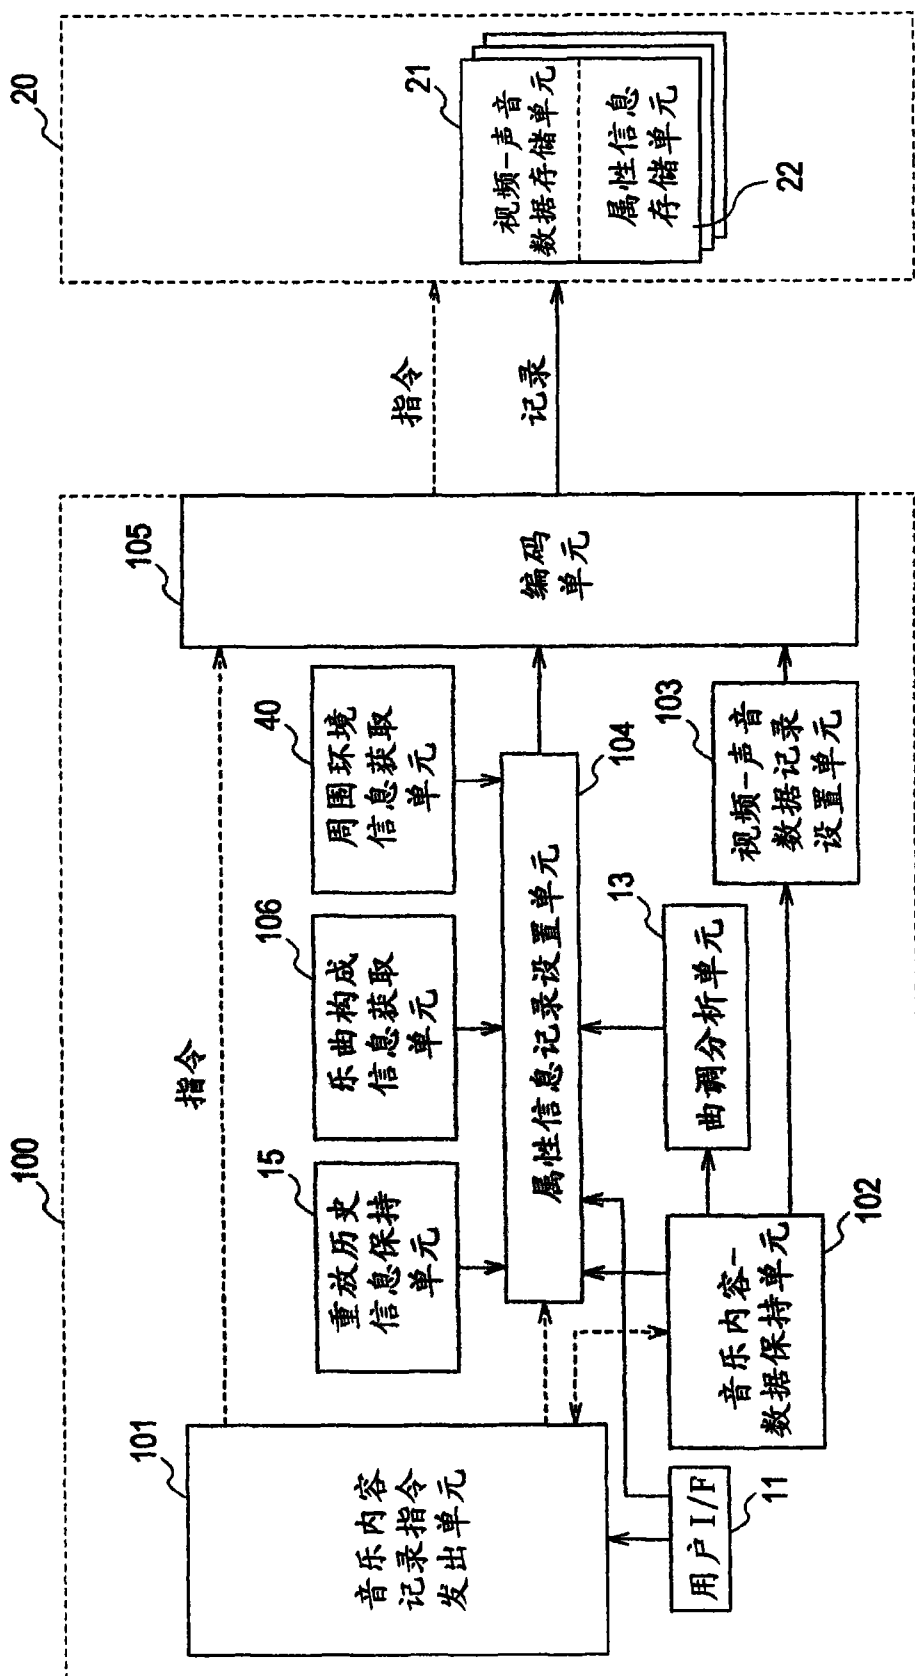 100
20
101
音乐内容
记录指令
发出单元
指令
105
编码
单元
指令
记录
21
视频-声音
数据存储单元
属性信息
存储单元
22
15
重放历史
信息保持
单元
106
乐曲构成
信息获取
单元
40
周围环境
信息获取
单元
属性信息记录设置单元
104
用户 I/F
11
音乐内容-
数据保持单元
102
曲调分析单元
13
103
视频-声音
数据记录
设置单元